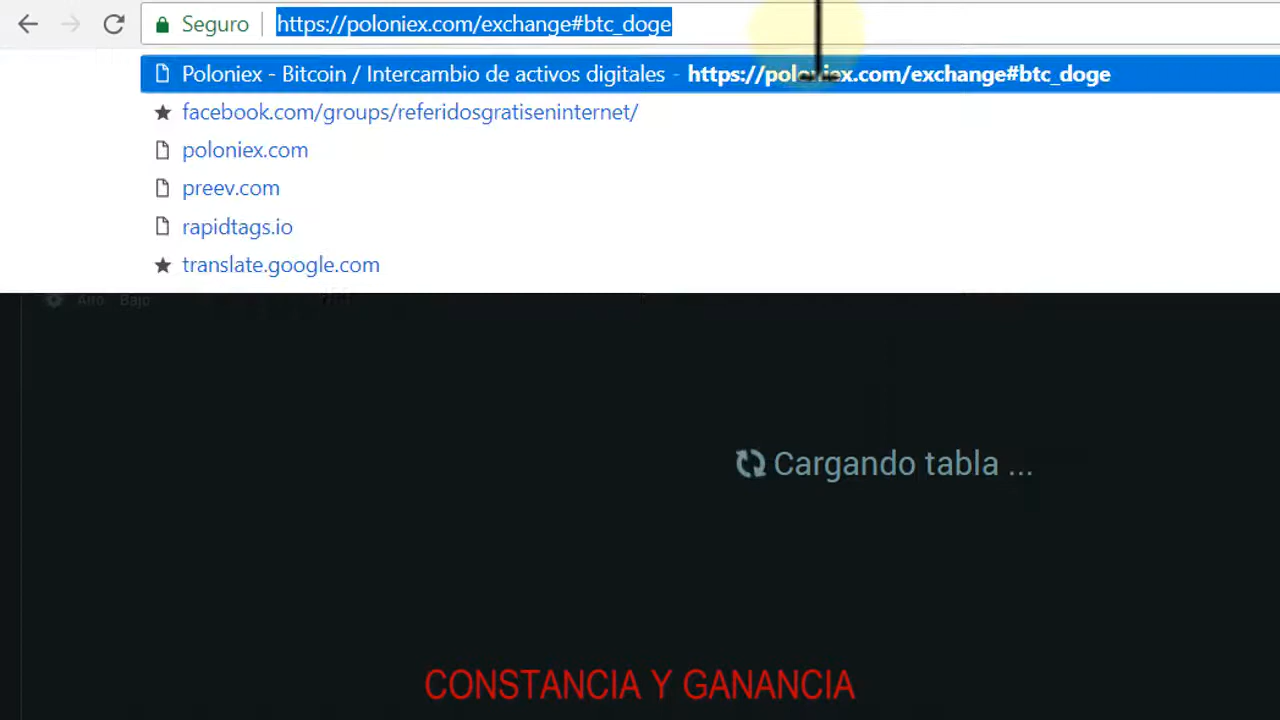 Seguro https://poloniex.com/exchange#btc_doge
Poloniex - Bitcoin / Intercambio de activos digitales - https://poloniex.com/exchange#btc_doge
facebook.com/groups/referidosgratiseninternet/
poloniex.com
preev.com
rapidtags.io
translate.google.com
Bajo
Cargando tabla ...
CONSTANCIA Y GANANCIA